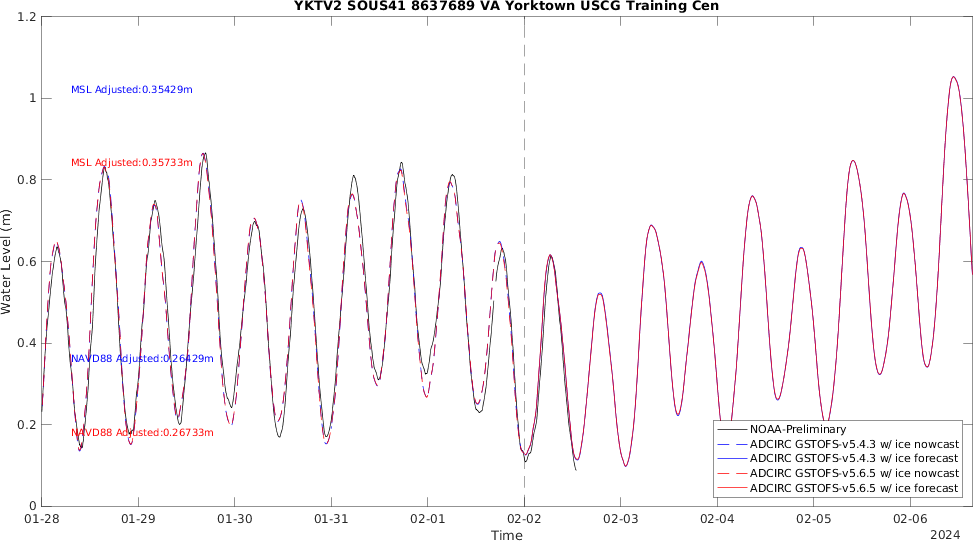 YKTV2 SOUS41 8637689 VA Yorktown USCG Training Cen
1.2
1
0.8
0.6
0.4
0.2
0
Water Level (m)
MSL Adjusted:0.35429m
MSL Adjusted:0.35733m
NAVD88 Adjusted:0.26429m
NAVD88 Adjusted:0.26733m
NOAA-Preliminary
ADCIRC GSTOFS-v5.4.3 w/ ice nowcast
ADCIRC GSTOFS-v5.4.3 w/ ice forecast
ADCIRC GSTOFS-v5.6.5 w/ ice nowcast
ADCIRC GSTOFS-v5.6.5 w/ ice forecast
01-28 01-29 01-30 01-31 02-01 02-02 02-03 02-04 02-05 02-06
Time
2024